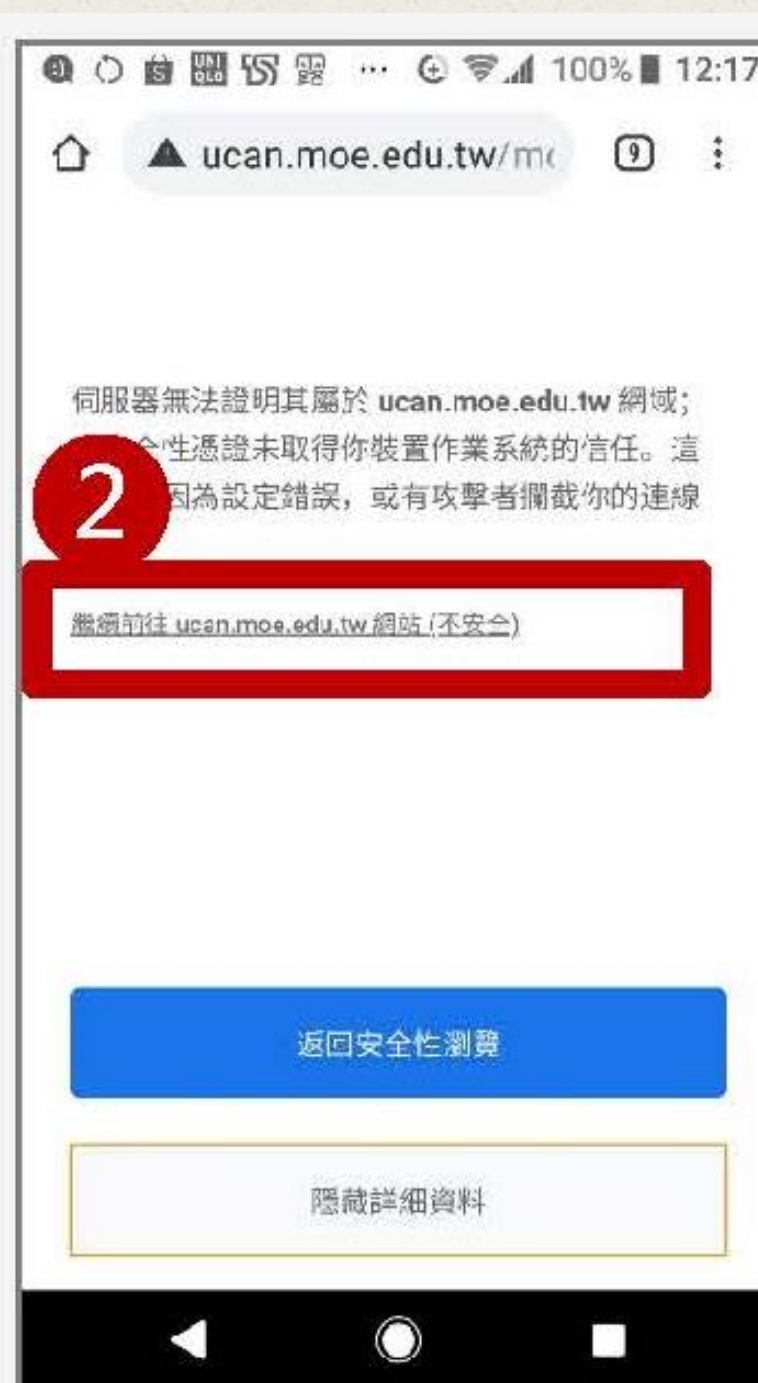 UNI
QLO
100% 12:17
ucan.moe.edu.tw/m
9
伺服器無法證明其屬於 ucan.moe.edu.tw 網域;
性憑證未取得你裝置作業系統的信任。這
因為設定錯誤，或有攻擊者攔截你的連線
2
繼續前往 ucan.moe.edu.tw 網站 (不安全)
返回安全性瀏覽
隱藏詳細資料